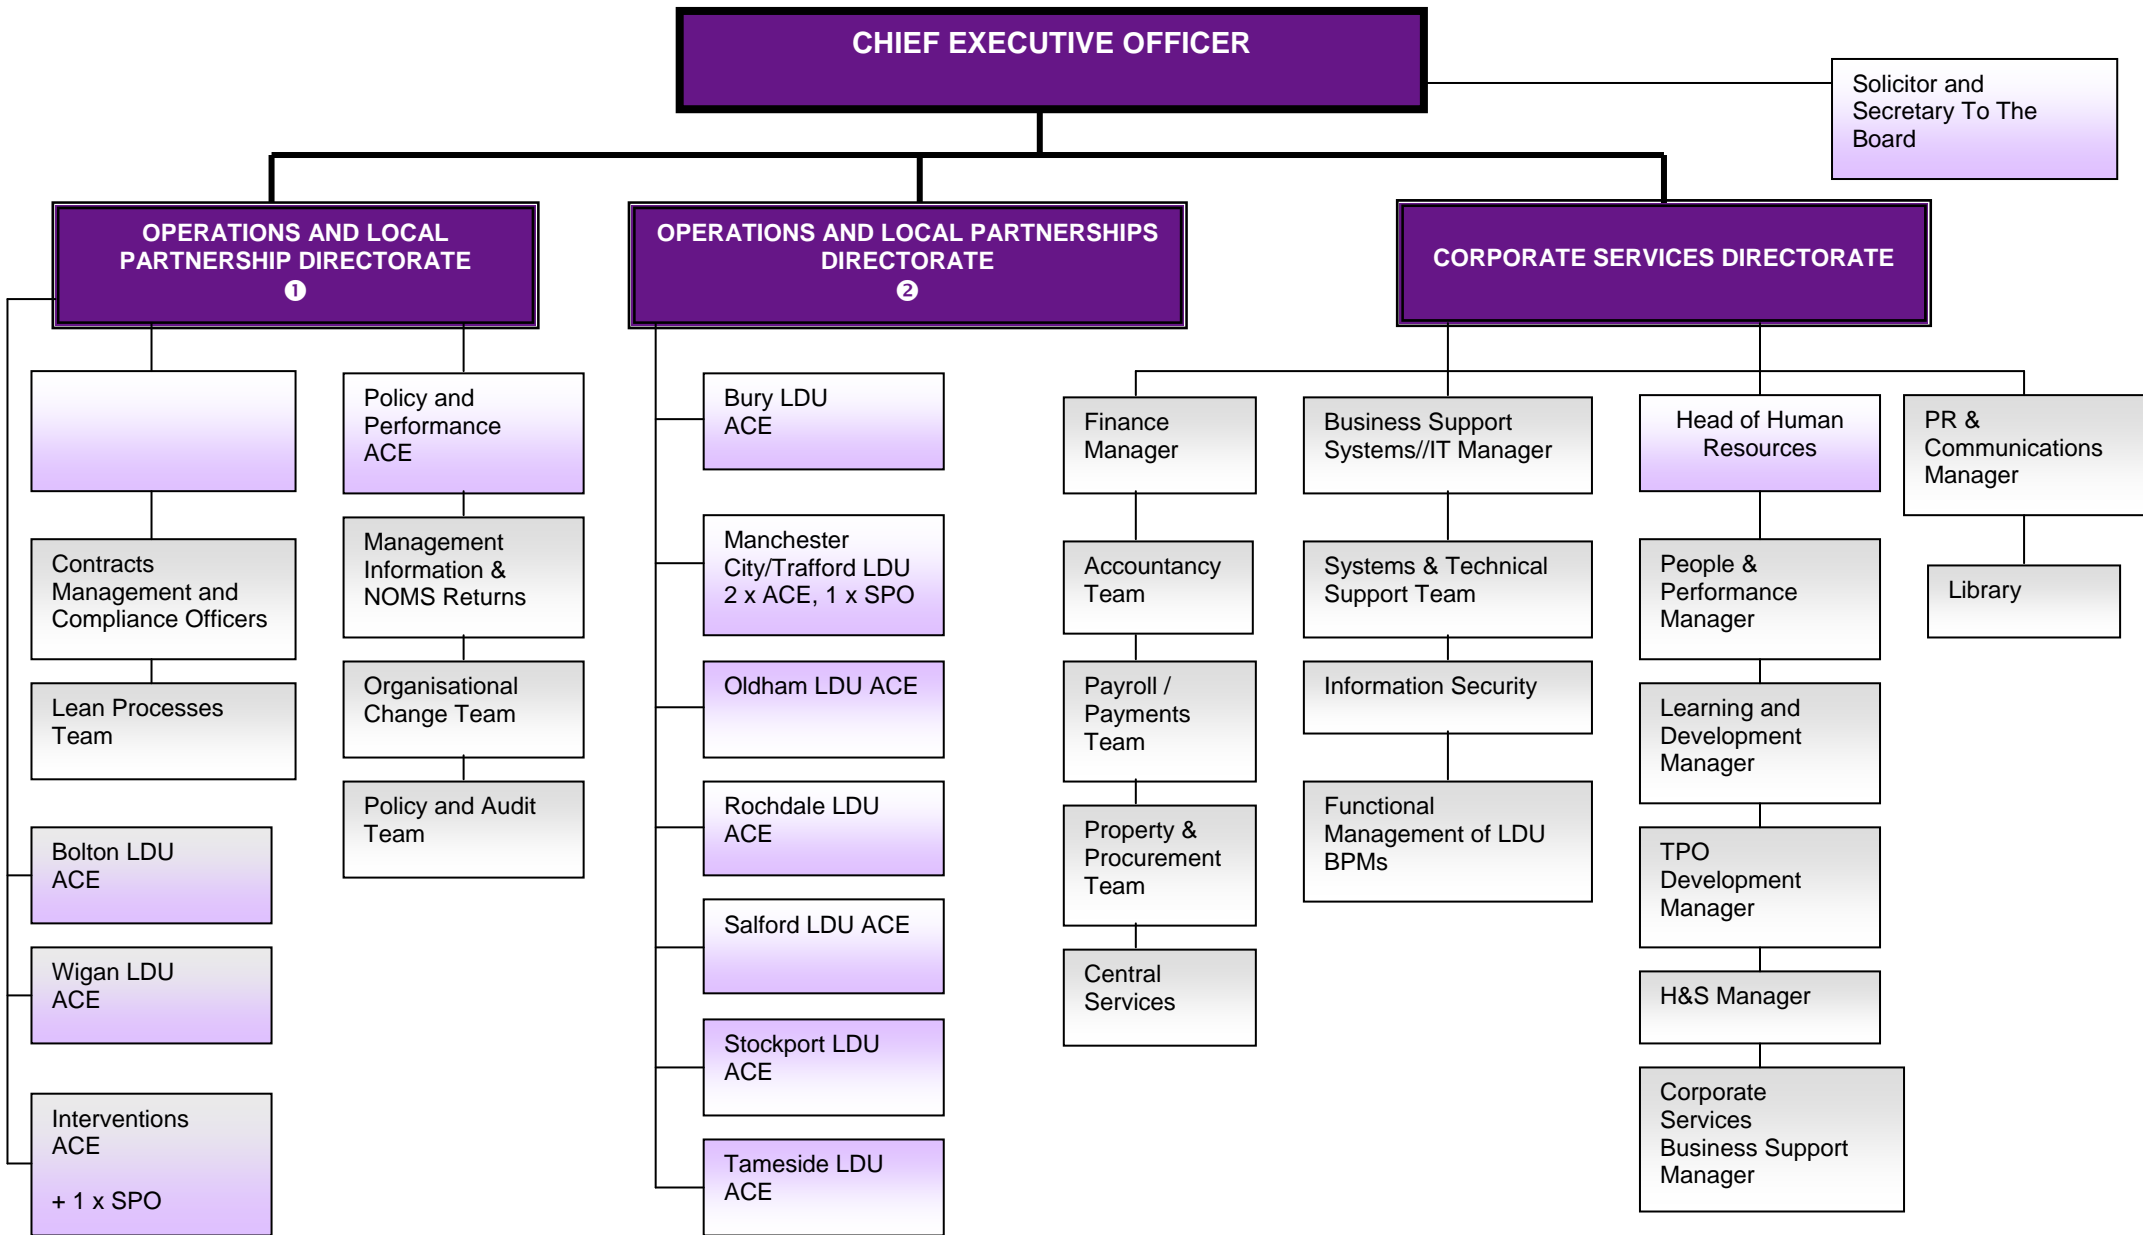 CHIEF EXECUTIVE OFFICER
Solicitor and
Secretary To The
Board
OPERATIONS AND LOCAL
PARTNERSHIP DIRECTORATE
❶
OPERATIONS AND LOCAL PARTNERSHIPS
DIRECTORATE
❷
CORPORATE SERVICES DIRECTORATE
Contracts
Management and
Compliance Officers
Lean Processes
Team
Bolton LDU
ACE
Wigan LDU
ACE
Interventions
ACE
+ 1 x SPO
Policy and
Performance
ACE
Management
Information &
NOMS Returns
Organisational
Change Team
Policy and Audit
Team
Bury LDU
ACE
Manchester
City/Trafford LDU
2 x ACE, 1 x SPO
Oldham LDU ACE
Rochdale LDU
ACE
Salford LDU ACE
Stockport LDU
ACE
Tameside LDU
ACE
Finance
Manager
Accountancy
Team
Payroll /
Payments
Team
Property &
Procurement
Team
Central
Services
Business Support
Systems//IT Manager
Systems & Technical
Support Team
Information Security
Functional
Management of LDU
BPMs
Head of Human
Resources
People &
Performance
Manager
Learning and
Development
Manager
TPO
Development
Manager
H&S Manager
Corporate
Services
Business Support
Manager
PR &
Communications
Manager
Library